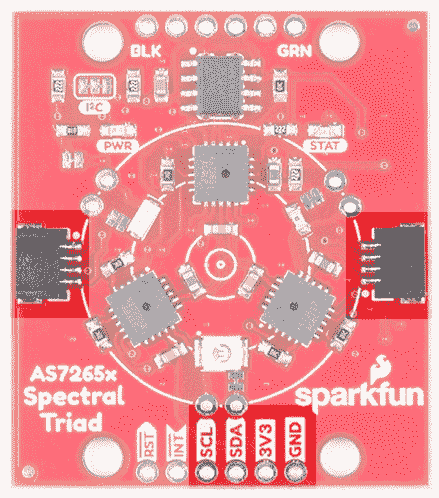 BLK
GRN
I²C
PWR
STAT
AS7265x
Spectral
Triad
sparkfun
RST
INT
SCL
SDA
3V3
GND